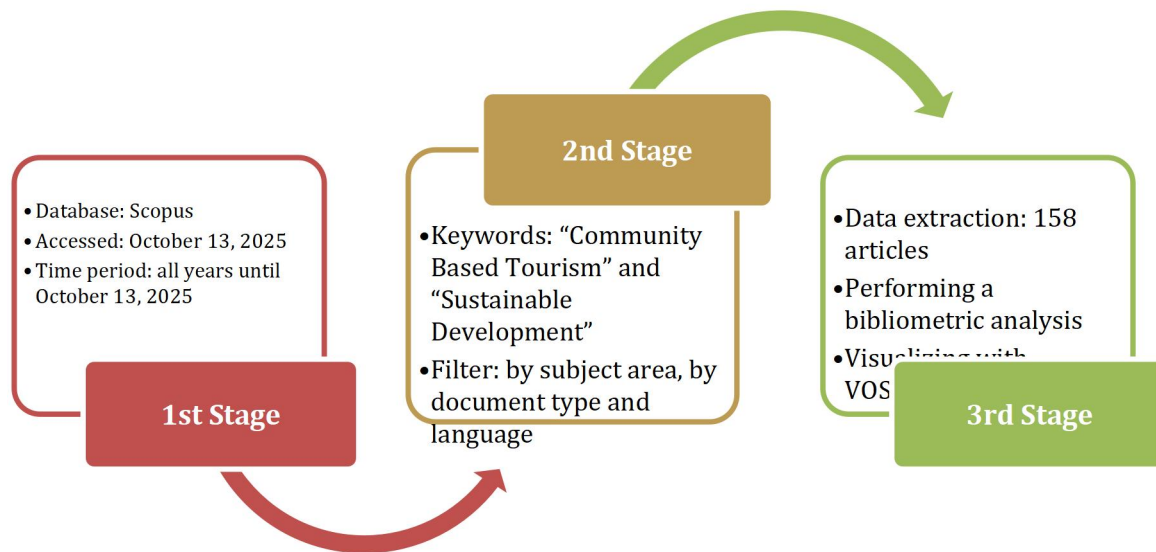 • Database: Scopus
• Accessed: October 13, 2025
• Time period: all years until
October 13, 2025
1st Stage
2nd Stage
•Keywords: “Community
Based Tourism” and
“Sustainable
Development”
•Filter: by subject area, by
document type and
language
•Data extraction: 158
articles
•Performing a
bibliometric analysis
•Visualizing with
3rd Stage